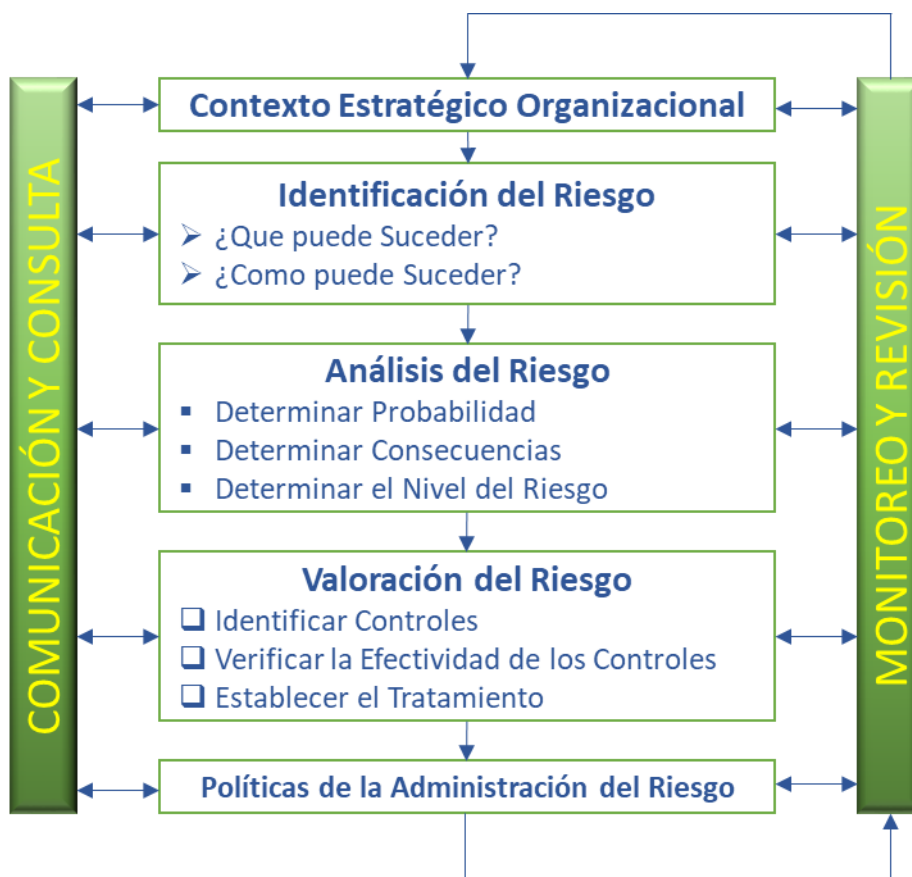 Contexto Estratégico Organizacional
COMUNICACIÓN Y CONSULTA
Identificación del Riesgo
¿Que puede Suceder?
¿Como puede Suceder?
Análisis del Riesgo
Determinar Probabilidad
Determinar Consecuencias
Determinar el Nivel del Riesgo
Valoración del Riesgo
Identificar Controles
Verificar la Efectividad de los Controles
Establecer el Tratamiento
Políticas de la Administración del Riesgo
MONITOREO Y REVISIÓN